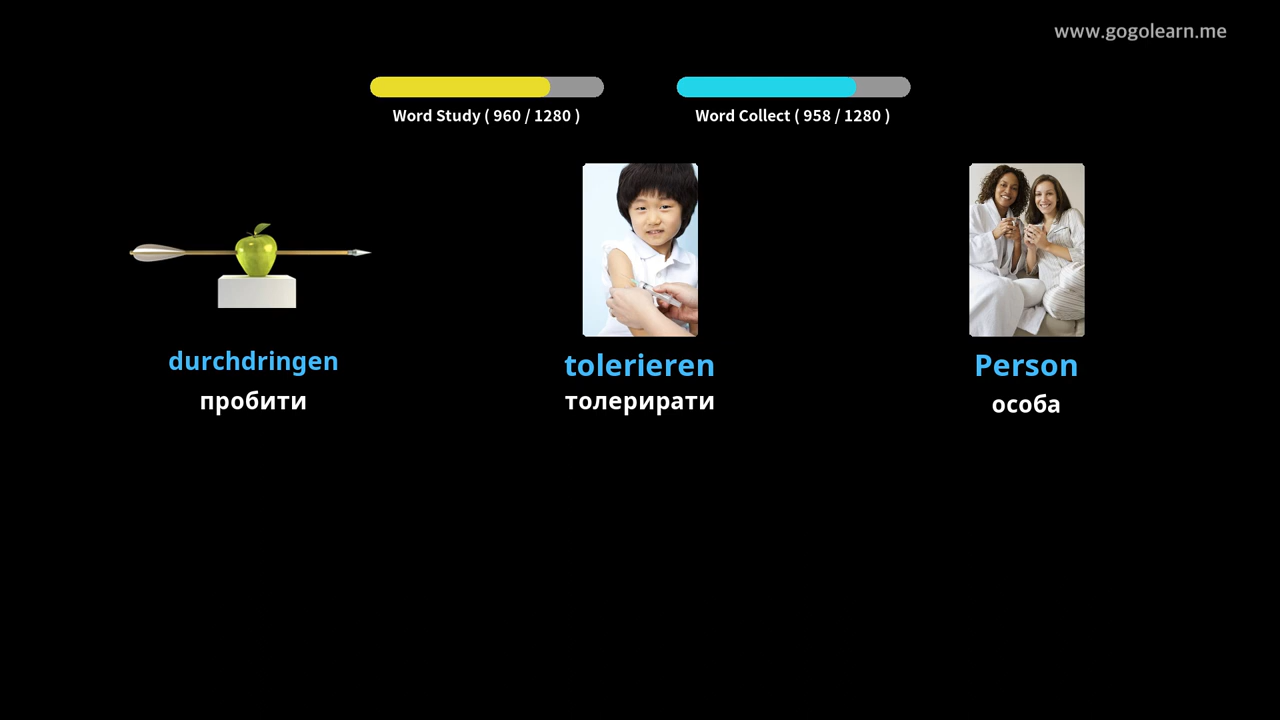 www.gogolearn.me
Word Study ( 960 / 1280 )
Word Collect ( 958 / 1280 )
durchdringen
пробити
tolerieren
толерирати
Person
особа